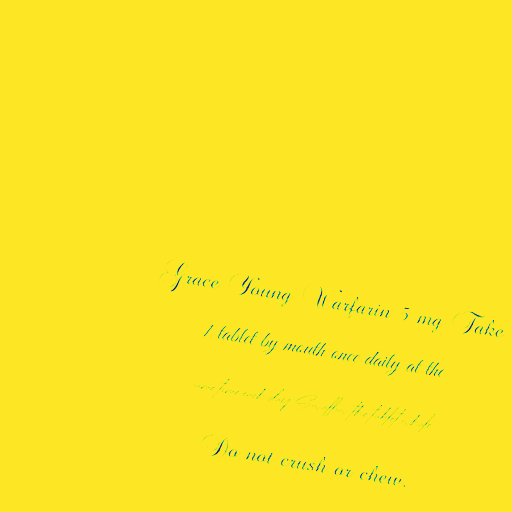 Grace Young Warfarin 5 mg Take
1 tablet by mouth once daily at the
Do not crush or chew.